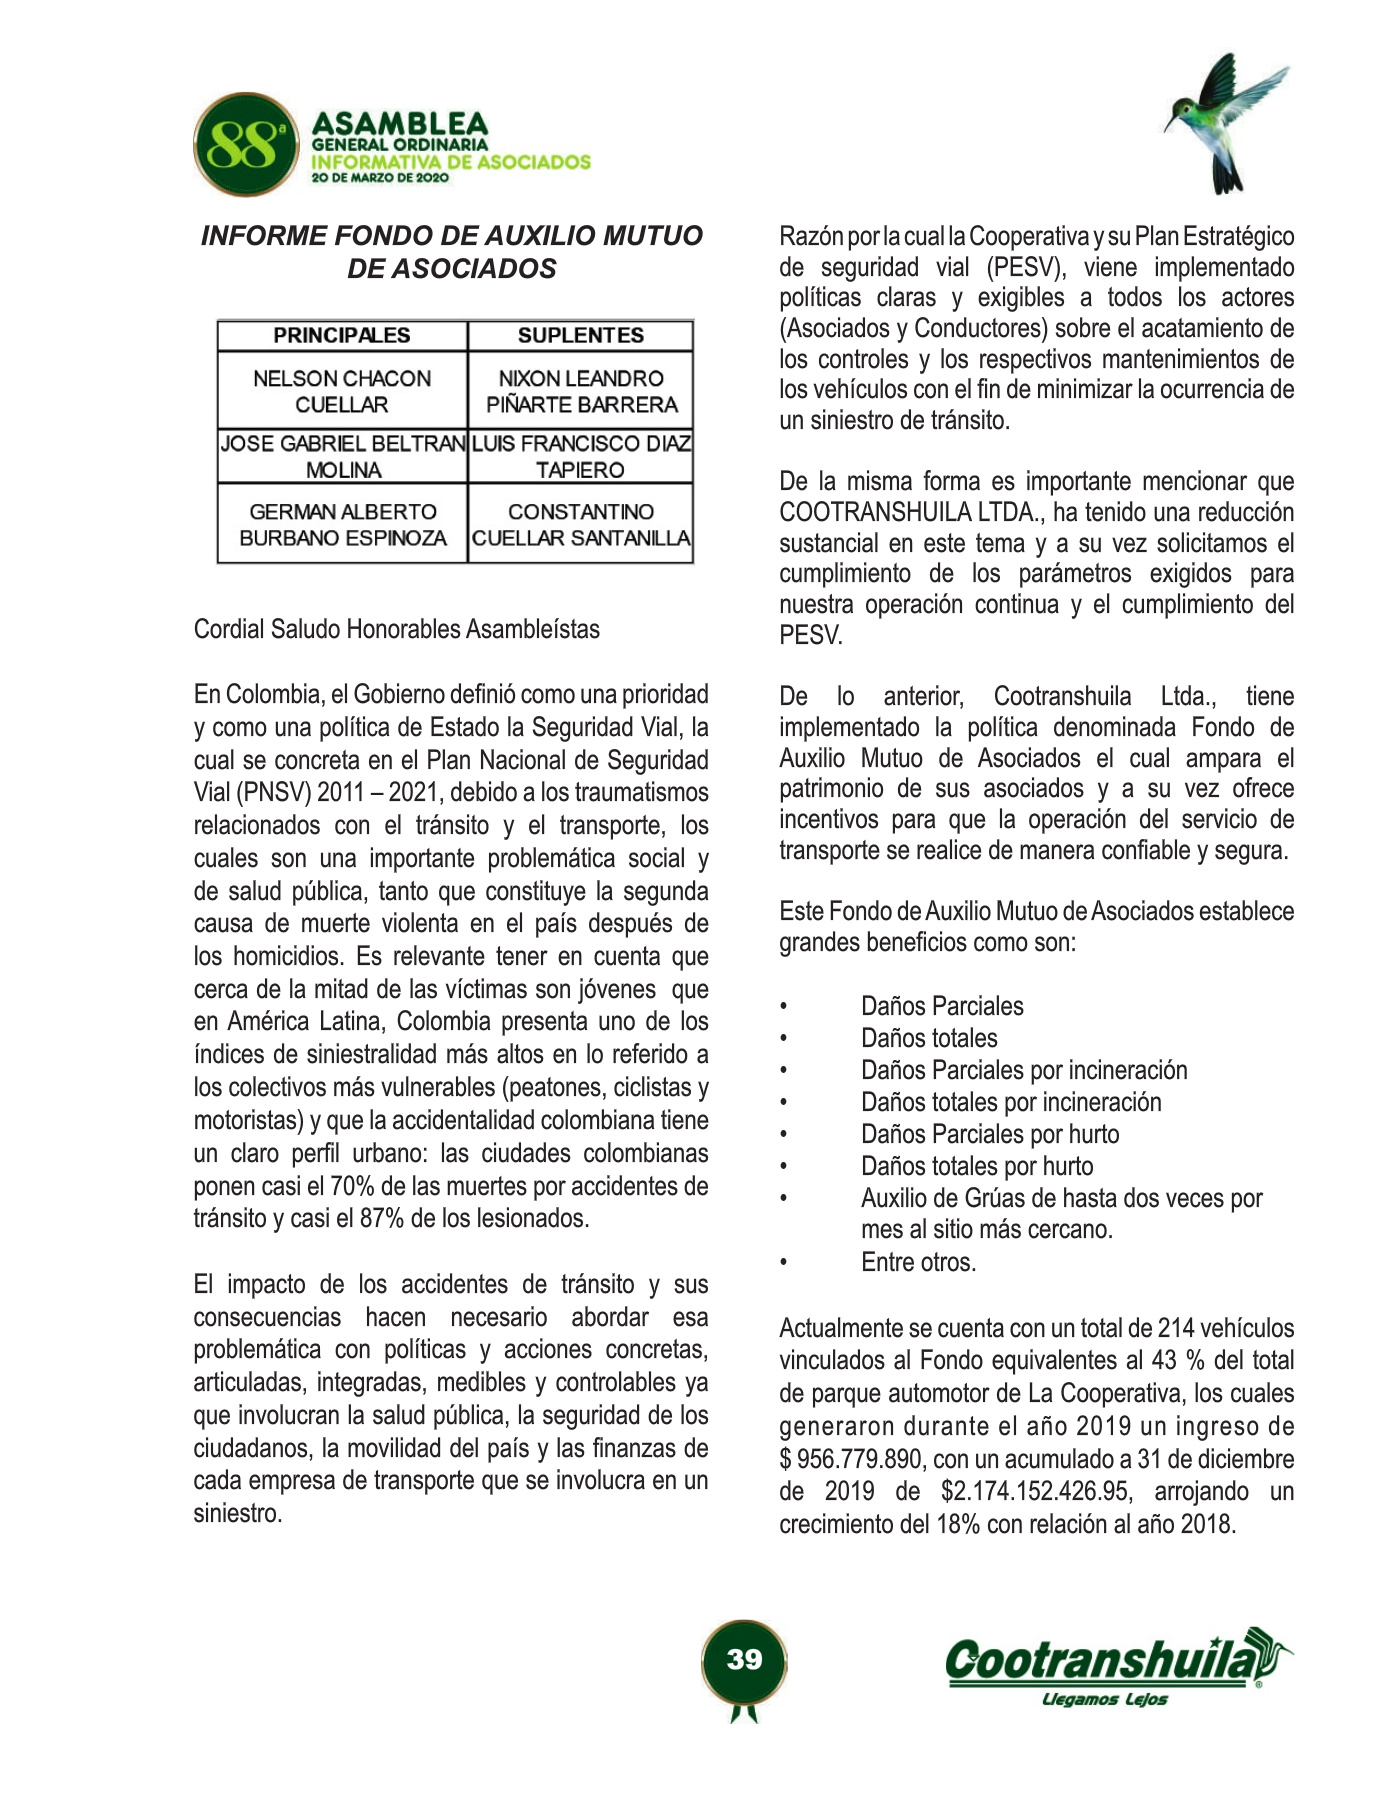 88ª
ASAMBLEA
GENERAL ORDINARIA
INFORMATIVA DE ASOCIADOS
20 DE MARZO DE 2020
INFORME FONDO DE AUXILIO MUTUO
DE ASOCIADOS
PRINCIPALES SUPLENTES
NELSON CHACON CUELLAR NIXON LEANDRO PIÑARTE BARRERA
JOSE GABRIEL BELTRAN MOLINA LUIS FRANCISCO DIAZ TAPIERO
GERMAN ALBERTO BURBANO ESPINOZA CONSTANTINO CUELLAR SANTANILLA
Cordial Saludo Honorables Asambleístas
En Colombia, el Gobierno definió como una prioridad
y como una política de Estado la Seguridad Vial, la
cual se concreta en el Plan Nacional de Seguridad
Vial (PNSV) 2011 – 2021, debido a los traumatismos
relacionados con el tránsito y el transporte, los
cuales son una importante problemática social y
de salud pública, tanto que constituye la segunda
causa de muerte violenta en el país después de
los homicidios. Es relevante tener en cuenta que
cerca de la mitad de las víctimas son jóvenes que
en América Latina, Colombia presenta uno de los
índices de siniestralidad más altos en lo referido a
los colectivos más vulnerables (peatones, ciclistas y
motoristas) y que la accidentalidad colombiana tiene
un claro perfil urbano: las ciudades colombianas
ponen casi el 70% de las muertes por accidentes de
tránsito y casi el 87% de los lesionados.
El impacto de los accidentes de tránsito y sus
consecuencias hacen necesario abordar esa
problemática con políticas y acciones concretas,
articuladas, integradas, medibles y controlables ya
que involucran la salud pública, la seguridad de los
ciudadanos, la movilidad del país y las finanzas de
cada empresa de transporte que se involucra en un
siniestro.
Razón por la cual la Cooperativa y su Plan Estratégico
de seguridad vial (PESV), viene implementado
políticas claras y exigibles a todos los actores
(Asociados y Conductores) sobre el acatamiento de
los controles y los respectivos mantenimientos de
los vehículos con el fin de minimizar la ocurrencia de
un siniestro de tránsito.
De la misma forma es importante mencionar que
COOTRANSHUILA LTDA., ha tenido una reducción
sustancial en este tema y a su vez solicitamos el
cumplimiento de los parámetros exigidos para
nuestra operación continua y el cumplimiento del
PESV.
De lo anterior, Cootranshuila Ltda., tiene
implementado la política denominada Fondo de
Auxilio Mutuo de Asociados el cual ampara el
patrimonio de sus asociados y a su vez ofrece
incentivos para que la operación del servicio de
transporte se realice de manera confiable y segura.
Este Fondo de Auxilio Mutuo de Asociados establece
grandes beneficios como son:
• Daños Parciales
• Daños totales
• Daños Parciales por incineración
• Daños totales por incineración
• Daños Parciales por hurto
• Daños totales por hurto
• Auxilio de Grúas de hasta dos veces por
mes al sitio más cercano.
• Entre otros.
Actualmente se cuenta con un total de 214 vehículos
vinculados al Fondo equivalentes al 43 % del total
de parque automotor de La Cooperativa, los cuales
generaron durante el año 2019 un ingreso de
$ 956.779.890, con un acumulado a 31 de diciembre
de 2019 de $2.174.152.426.95, arrojando un
crecimiento del 18% con relación al año 2018.
39
Cootranshuila®
Llegamos Lejos